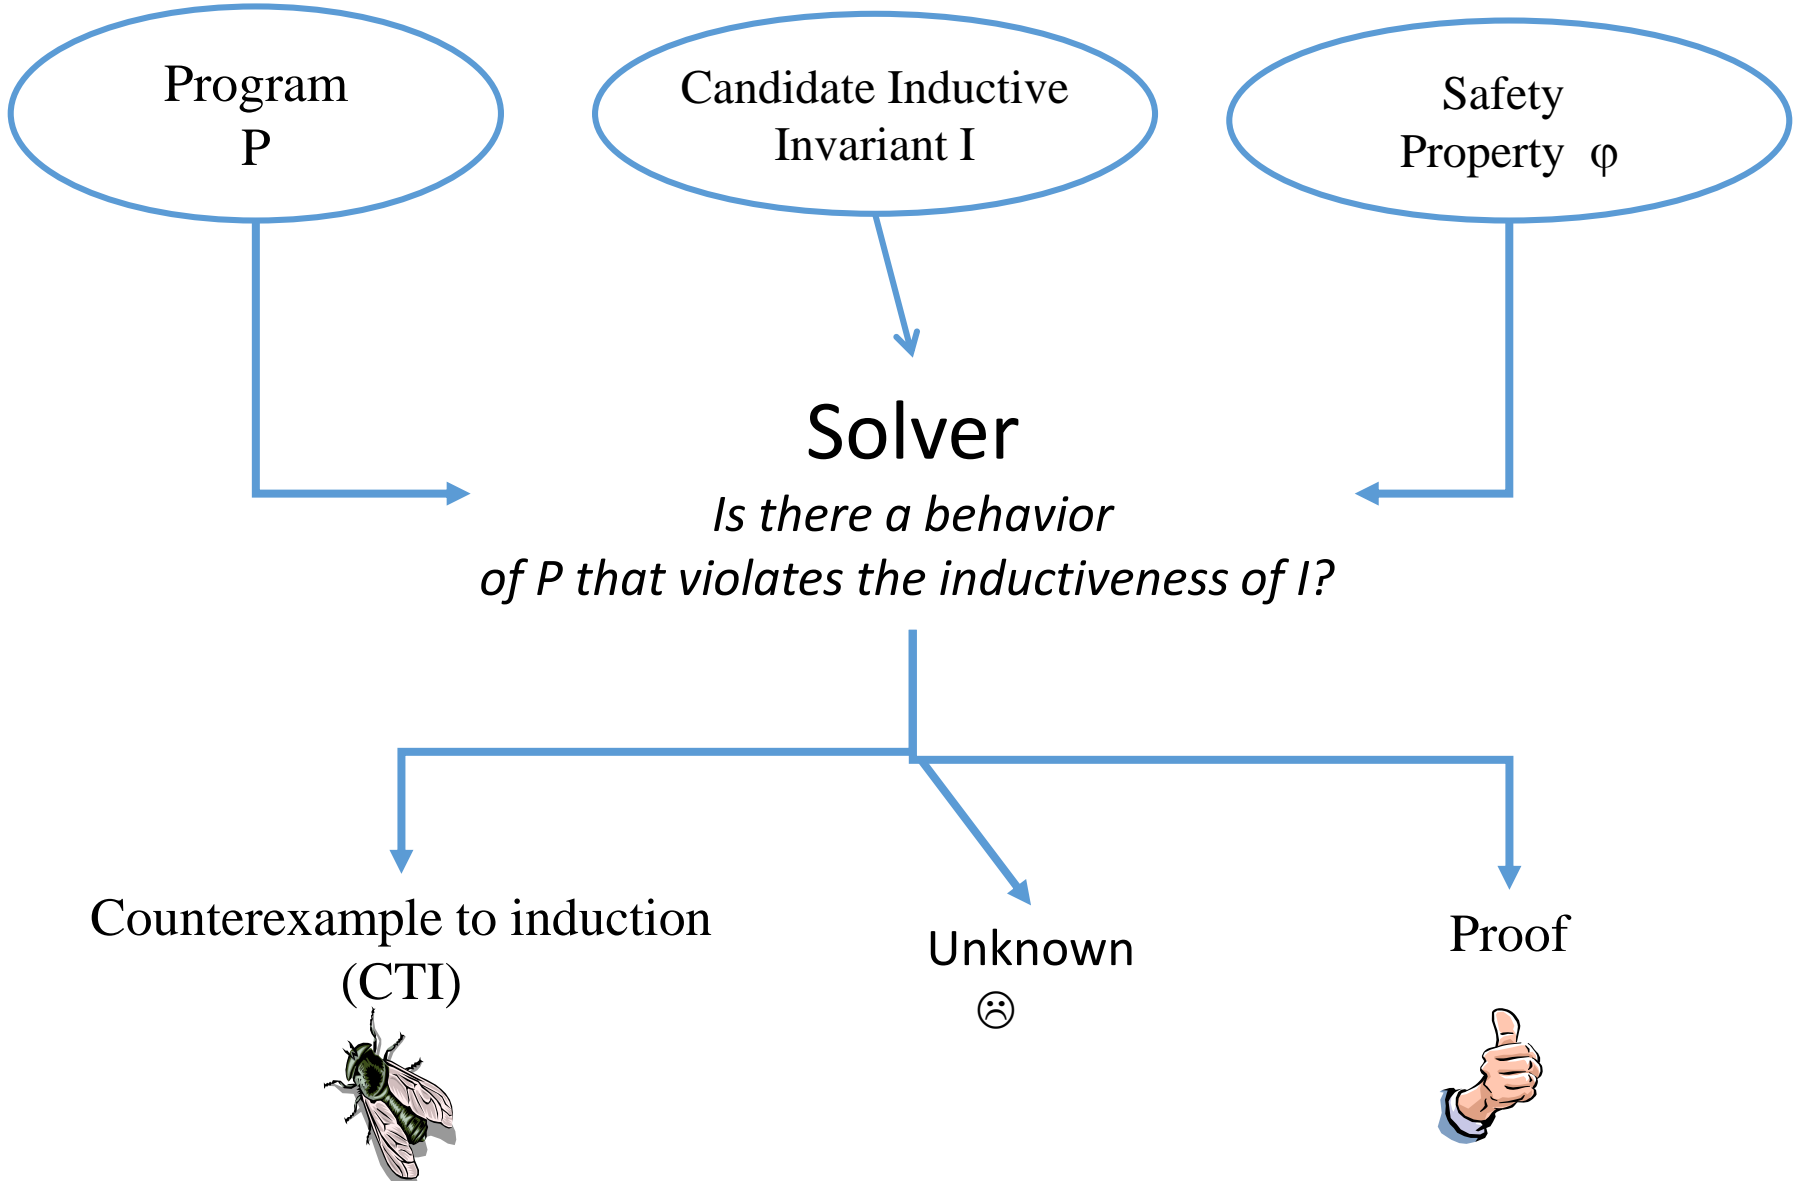 Program
P
Candidate Inductive
Invariant I
Safety
Property φ
Solver
Is there a behavior
of P that violates the inductiveness of I?
Counterexample to induction
(CTI)
Unknown
☹
Proof